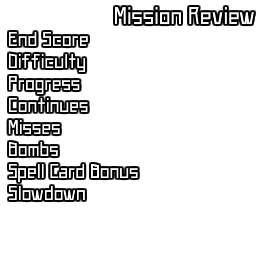 Mission Review
End Score
Difficulty
Progress
Continues
Misses
Bombs
Spell Card Bonus
Slowdown